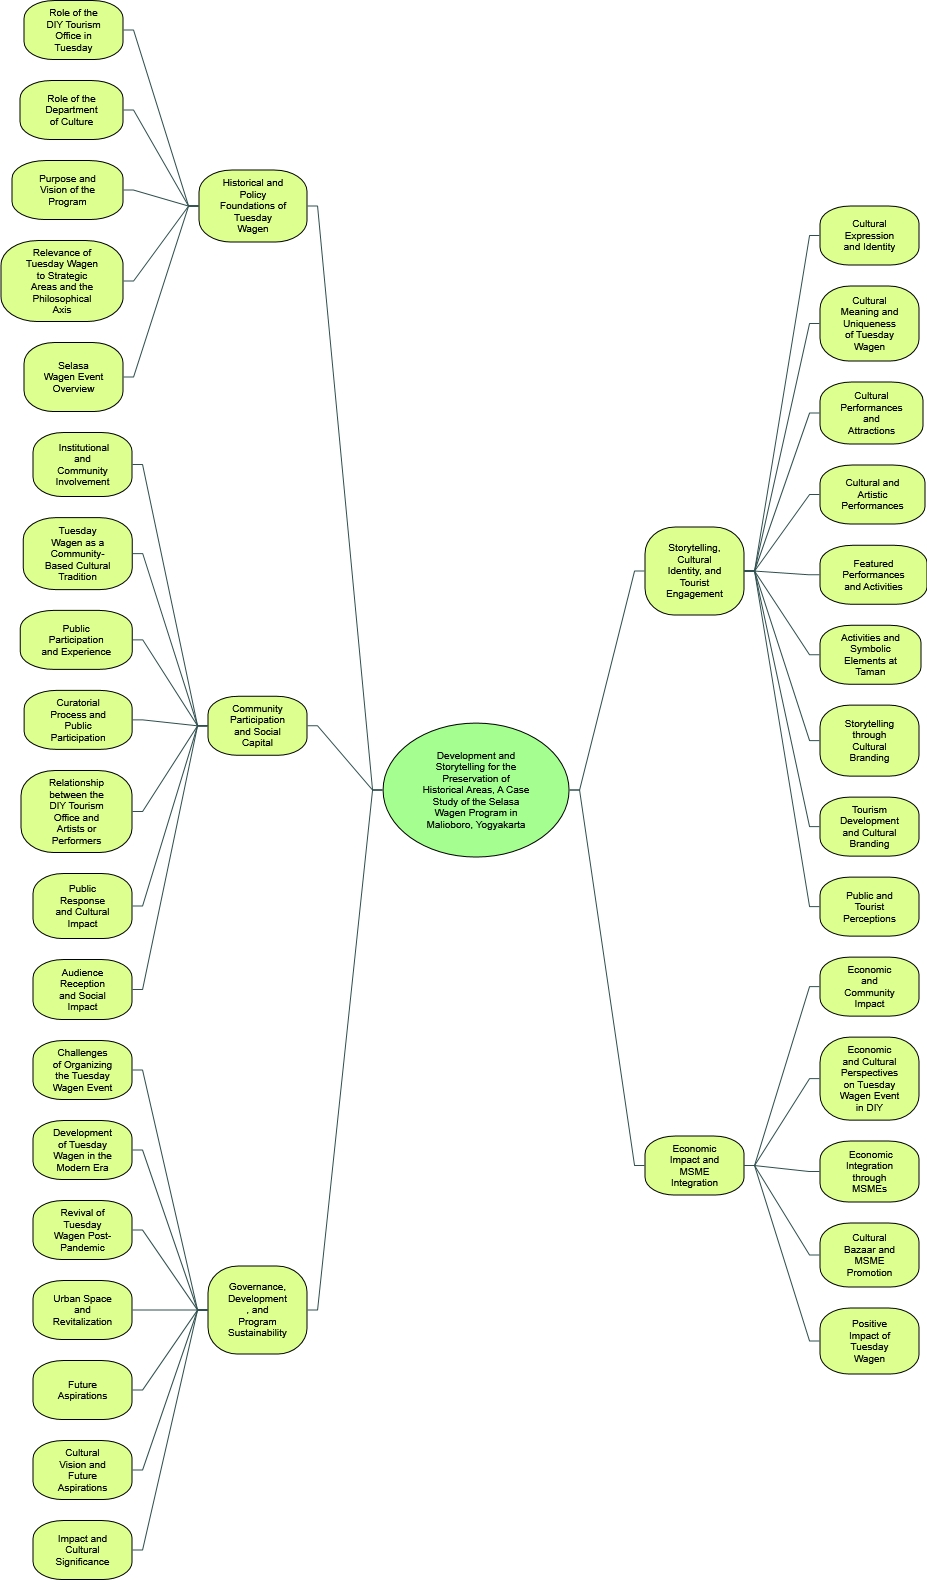 Role of the
DIY Tourism
Office in
Tuesday
Role of the
Department
of Culture
Purpose and
Vision of the
Program
Relevance of
Tuesday Wagen
to Strategic
Areas and the
Philosophical
Axis
Selasa
Wagen Event
Overview
Historical and
Policy
Foundations of
Tuesday
Wagen
Institutional
and
Community
Involvement
Tuesday
Wagen as a
Community-
Based Cultural
Tradition
Public
Participation
and Experience
Curatorial
Process and
Public
Participation
Relationship
between the
DIY Tourism
Office and
Artists or
Performers
Public
Response
and Cultural
Impact
Audience
Reception
and Social
Impact
Community
Participation
and Social
Capital
Challenges
of Organizing
the Tuesday
Wagen Event
Development
of Tuesday
Wagen in the
Modern Era
Revival of
Tuesday
Wagen Post-
Pandemic
Urban Space
and
Revitalization
Future
Aspirations
Cultural
Vision and
Future
Aspirations
Impact and
Cultural
Significance
Governance,
Development
, and
Program
Sustainability
Development and
Storytelling for the
Preservation of
Historical Areas, A Case
Study of the Selasa
Wagen Program in
Malioboro, Yogyakarta
Storytelling,
Cultural
Identity, and
Tourist
Engagement
Cultural
Expression
and Identity
Cultural
Meaning and
Uniqueness
of Tuesday
Wagen
Cultural
Performances
and
Attractions
Cultural and
Artistic
Performances
Featured
Performances
and Activities
Activities and
Symbolic
Elements at
Taman
Storytelling
through
Cultural
Branding
Tourism
Development
and Cultural
Branding
Public and
Tourist
Perceptions
Economic
Impact and
MSME
Integration
Economic
and
Community
Impact
Economic
and Cultural
Perspectives
on Tuesday
Wagen Event
in DIY
Economic
Integration
through
MSMEs
Cultural
Bazaar and
MSME
Promotion
Positive
Impact of
Tuesday
Wagen